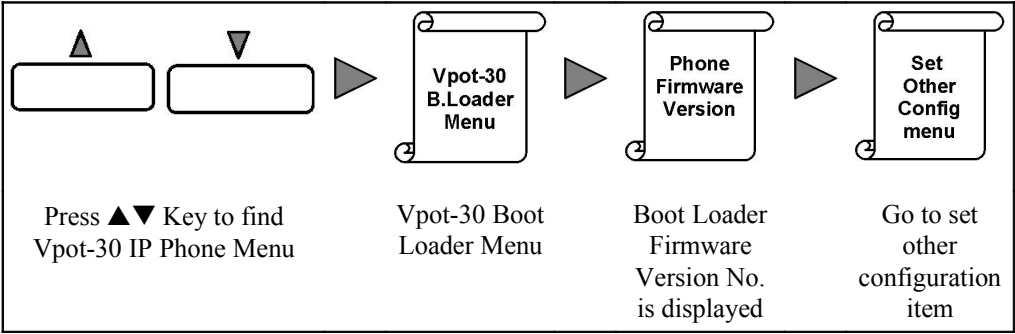 Vpot-30
B.Loader
Menu
Phone
Firmware
Version
Set
Other
Config
menu
Press ▲▼ Key to find
Vpot-30 IP Phone Menu
Vpot-30 Boot
Loader Menu
Boot Loader
Firmware
Version No.
is displayed
Go to set
other
configuration
item